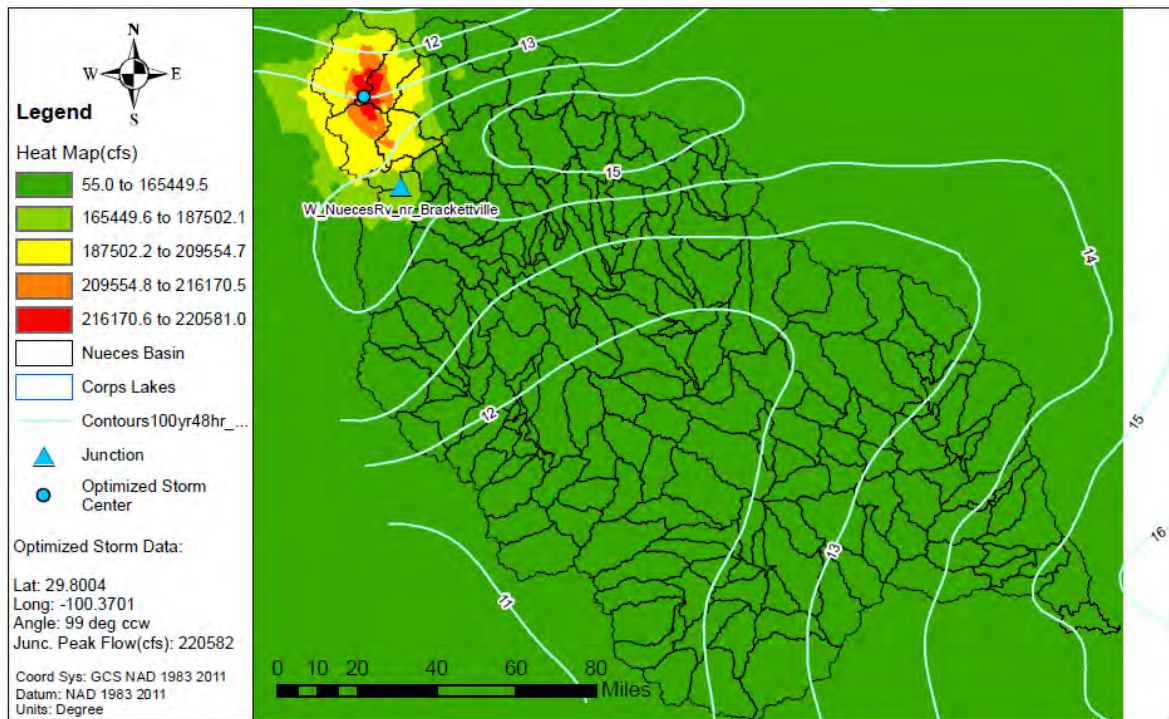 N
W
E
S
Legend
Heat Map(cfs)
55.0 to 165449.5
165449.6 to 187502.1
187502.2 to 209554.7
209554.8 to 216170.5
216170.6 to 220581.0
Nueces Basin
Corps Lakes
Contours100yr48hr_...
Junction
Optimized Storm
Center
Optimized Storm Data:
Lat: 29.8004
Long: -100.3701
Angle: 99 deg ccw
Junc. Peak Flow(cfs): 220582
Coord Sys: GCS NAD 1983 2011
Datum: NAD 1983 2011
Units: Degree
12
13
15
W_NuecesRv_nr_Brackettville
14
12
15
16
13
11
0 10 20 40 60 80
Miles